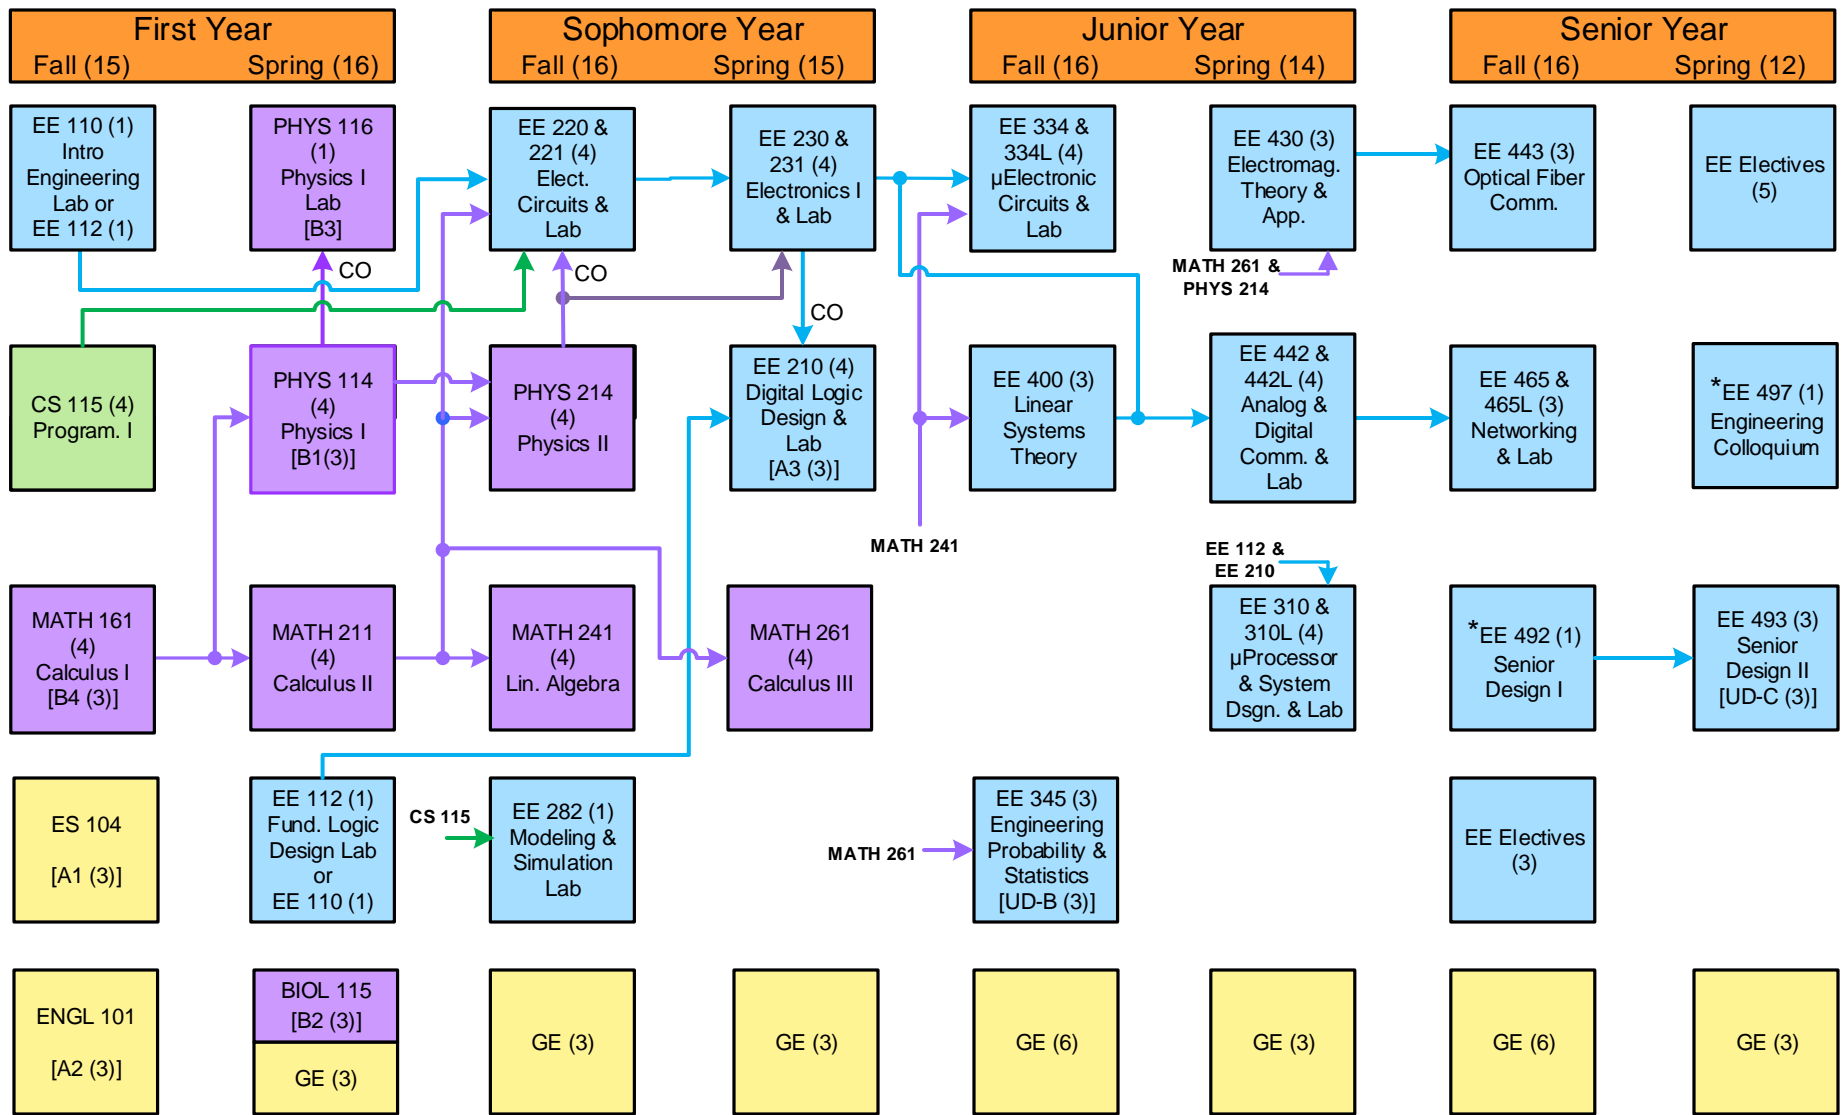 First Year
Fall (15)
Spring (16)
Sophomore Year
Fall (16)
Spring (15)
Junior Year
Fall (16)
Spring (14)
Senior Year
Fall (16)
Spring (12)
EE 110 (1)
Intro
Engineering
Lab or
EE 112 (1)
PHYS 116
(1)
Physics I
Lab
[B3]
EE 220 &
221 (4)
Elect.
Circuits &
Lab
EE 230 &
231 (4)
Electronics I
& Lab
EE 334 &
334L (4)
µElectronic
Circuits &
Lab
EE 430 (3)
Electromag.
Theory &
App.
EE 443 (3)
Optical Fiber
Comm.
EE Electives
(5)
CO
CO
CO
MATH 261 &
PHYS 214
CS 115 (4)
Program. I
PHYS 114
(4)
Physics I
[B1(3)]
PHYS 214
(4)
Physics II
EE 210 (4)
Digital Logic
Design &
Lab
[A3 (3)]
EE 400 (3)
Linear
Systems
Theory
EE 442 &
442L (4)
Analog &
Digital
Comm. &
Lab
EE 465 &
465L (3)
Networking
& Lab
*EE 497 (1)
Engineering
Colloquium
MATH 241
EE 112 &
EE 210
MATH 161
(4)
Calculus I
[B4 (3)]
MATH 211
(4)
Calculus II
MATH 241
(4)
Lin. Algebra
MATH 261
(4)
Calculus III
EE 310 &
310L (4)
µProcessor
& System
Dsgn. & Lab
*EE 492 (1)
Senior
Design I
EE 493 (3)
Senior
Design II
[UD-C (3)]
ES 104
[A1 (3)]
EE 112 (1)
Fund. Logic
Design Lab
or
EE 110 (1)
CS 115
EE 282 (1)
Modeling &
Simulation
Lab
MATH 261
EE 345 (3)
Engineering
Probability &
Statistics
[UD-B (3)]
EE Electives
(3)
ENGL 101
[A2 (3)]
BIOL 115
[B2 (3)]
GE (3)
GE (3)
GE (3)
GE (6)
GE (3)
GE (6)
GE (3)